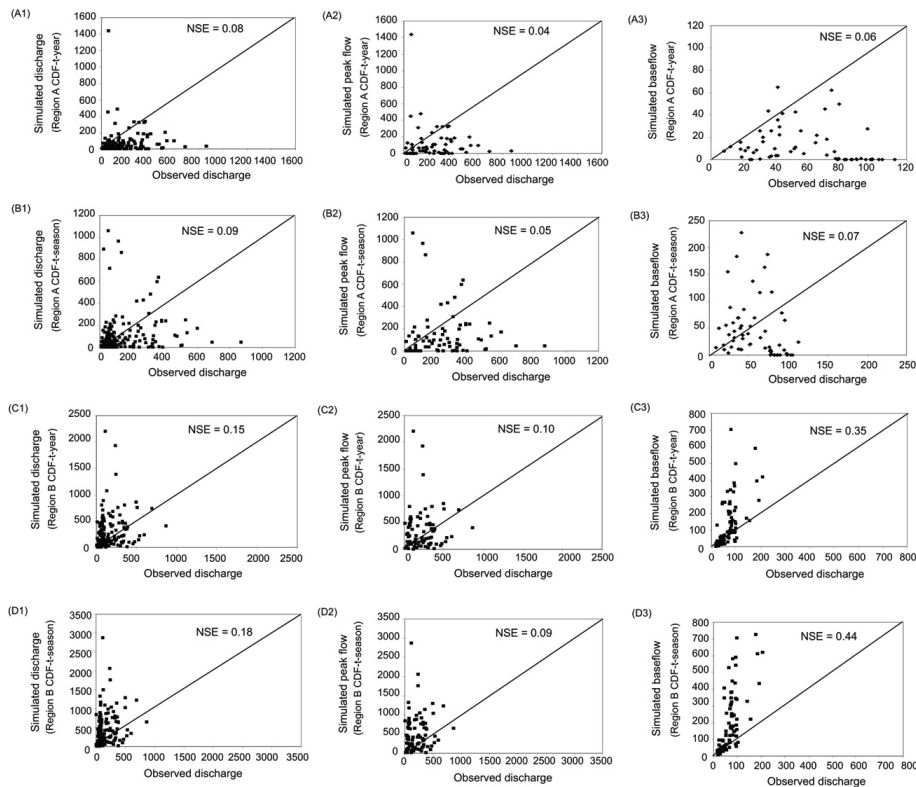 (A1)
Simulated discharge
(Region A CDF-t-year)
1600
1400
1200
1000
800
600
400
200
0
NSE = 0.08
0 200 400 600 800 1000 1200 1400 1600
Observed discharge
(A2)
Simulated peak flow
(Region A CDF-t-year)
1600
1400
1200
1000
800
600
400
200
0
NSE = 0.04
0 200 400 600 800 1000 1200 1400 1600
Observed discharge
(A3)
Simulated baseflow
(Region A CDF-t-year)
120
100
80
60
40
20
0
NSE = 0.06
0 20 40 60 80 100 120
Observed discharge
(B1)
Simulated discharge
(Region A CDF-t-season)
1200
1000
800
600
400
200
0
NSE = 0.09
0 200 400 600 800 1000 1200
Observed discharge
(B2)
Simulated peak flow
(Region A CDF-t-season)
1200
1000
800
600
400
200
0
NSE = 0.05
0 200 400 600 800 1000 1200
Observed discharge
(B3)
Simulated baseflow
(Region A CDF-t-season)
250
200
150
100
50
0
NSE = 0.07
0 50 100 150 200 250
Observed discharge
(C1)
Simulated discharge
(Region B CDF-t-year)
2500
2000
1500
1000
500
0
NSE = 0.15
0 500 1000 1500 2000 2500
Observed discharge
(C2)
Simulated peak flow
(Region B CDF-t-year)
2500
2000
1500
1000
500
0
NSE = 0.10
0 500 1000 1500 2000 2500
Observed discharge
(C3)
Simulated baseflow
(Region B CDF-t-year)
800
700
600
500
400
300
200
100
0
NSE = 0.35
0 100 200 300 400 500 600 700 800
Observed discharge
(D1)
Simulated discharge
(Region B CDF-t-season)
3500
3000
2500
2000
1500
1000
500
0
NSE = 0.18
0 500 1000 1500 2000 2500 3000 3500
Observed discharge
(D2)
Simulated peak flow
(Region B CDF-t-season)
3500
3000
2500
2000
1500
1000
500
0
NSE = 0.09
0 500 1000 1500 2000 2500 3000 3500
Observed discharge
(D3)
Simulated baseflow
(Region B CDF-t-season)
800
700
600
500
400
300
200
100
0
NSE = 0.44
0 100 200 300 400 500 600 700 800
Observed discharge